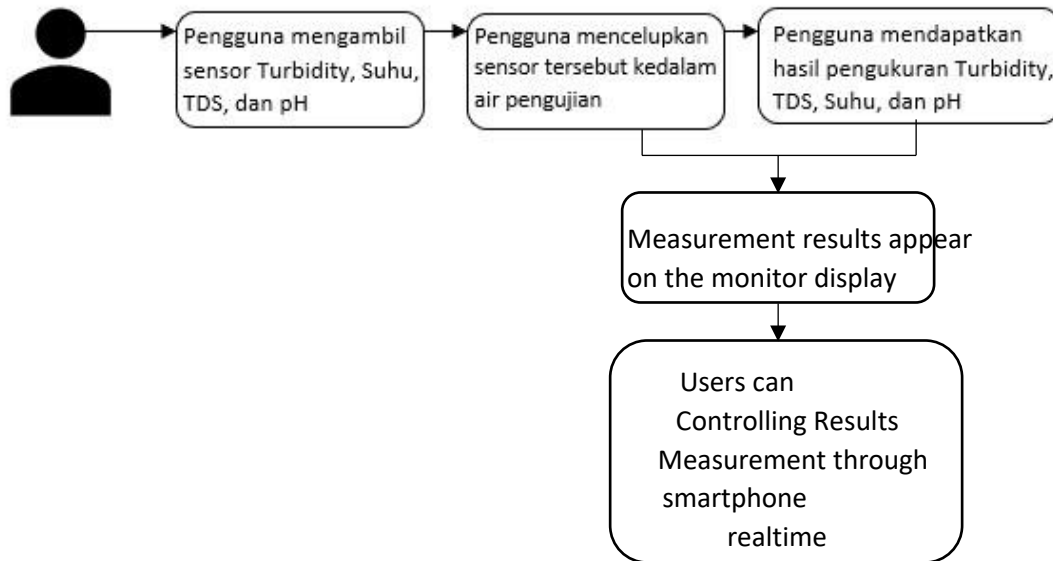 Pengguna mengambil
sensor Turbidity, Suhu,
TDS, dan pH
Pengguna mencelupkan
sensor tersebut kedalam
air pengujian
Pengguna mendapatkan
hasil pengukuran Turbidity,
TDS, Suhu, dan pH
Measurement results appear
on the monitor display
Users can
Controlling Results
Measurement through
smartphone
realtime